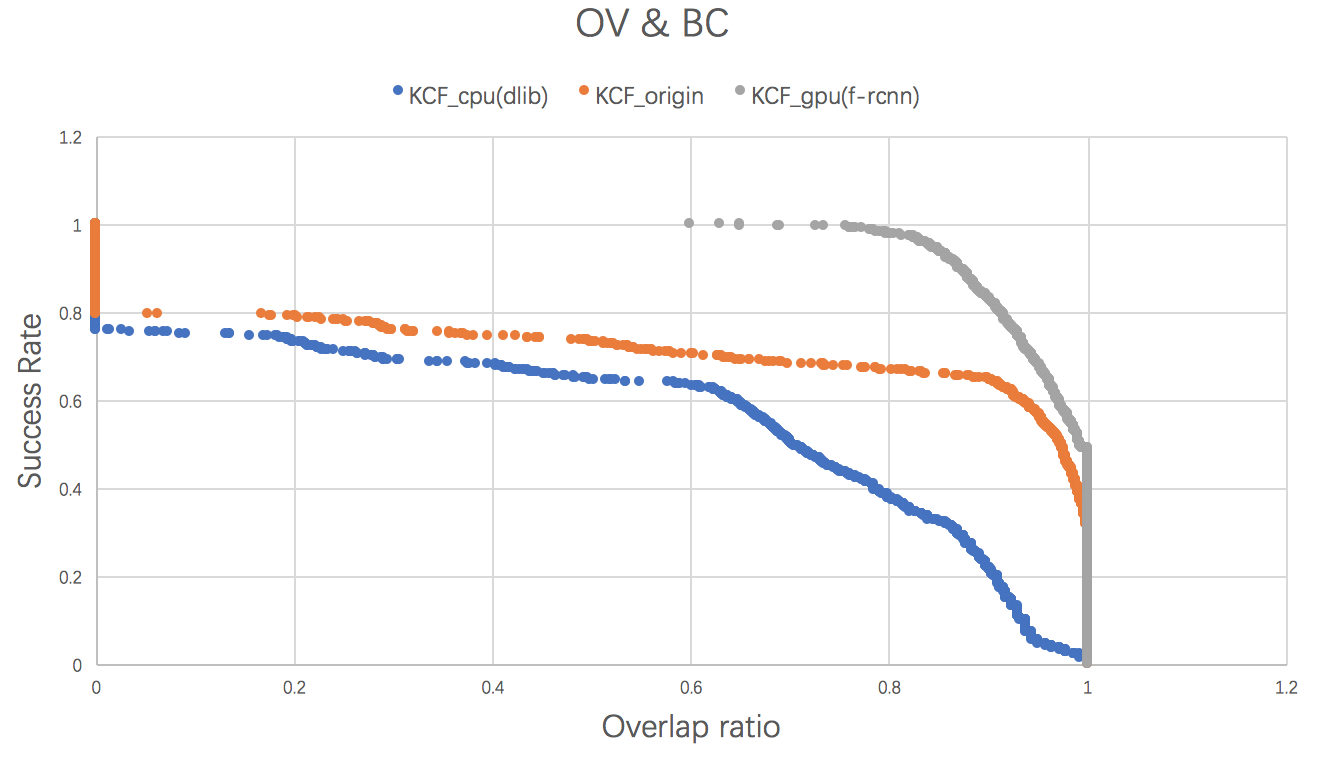 OV & BC
KCF_cpu(dlib) KCF_origin KCF_gpu(f-rcnn)
1.2
1
0.8
0.6
0.4
0.2
0
Success Rate
0 0.2 0.4 0.6 0.8 1 1.2
Overlap ratio